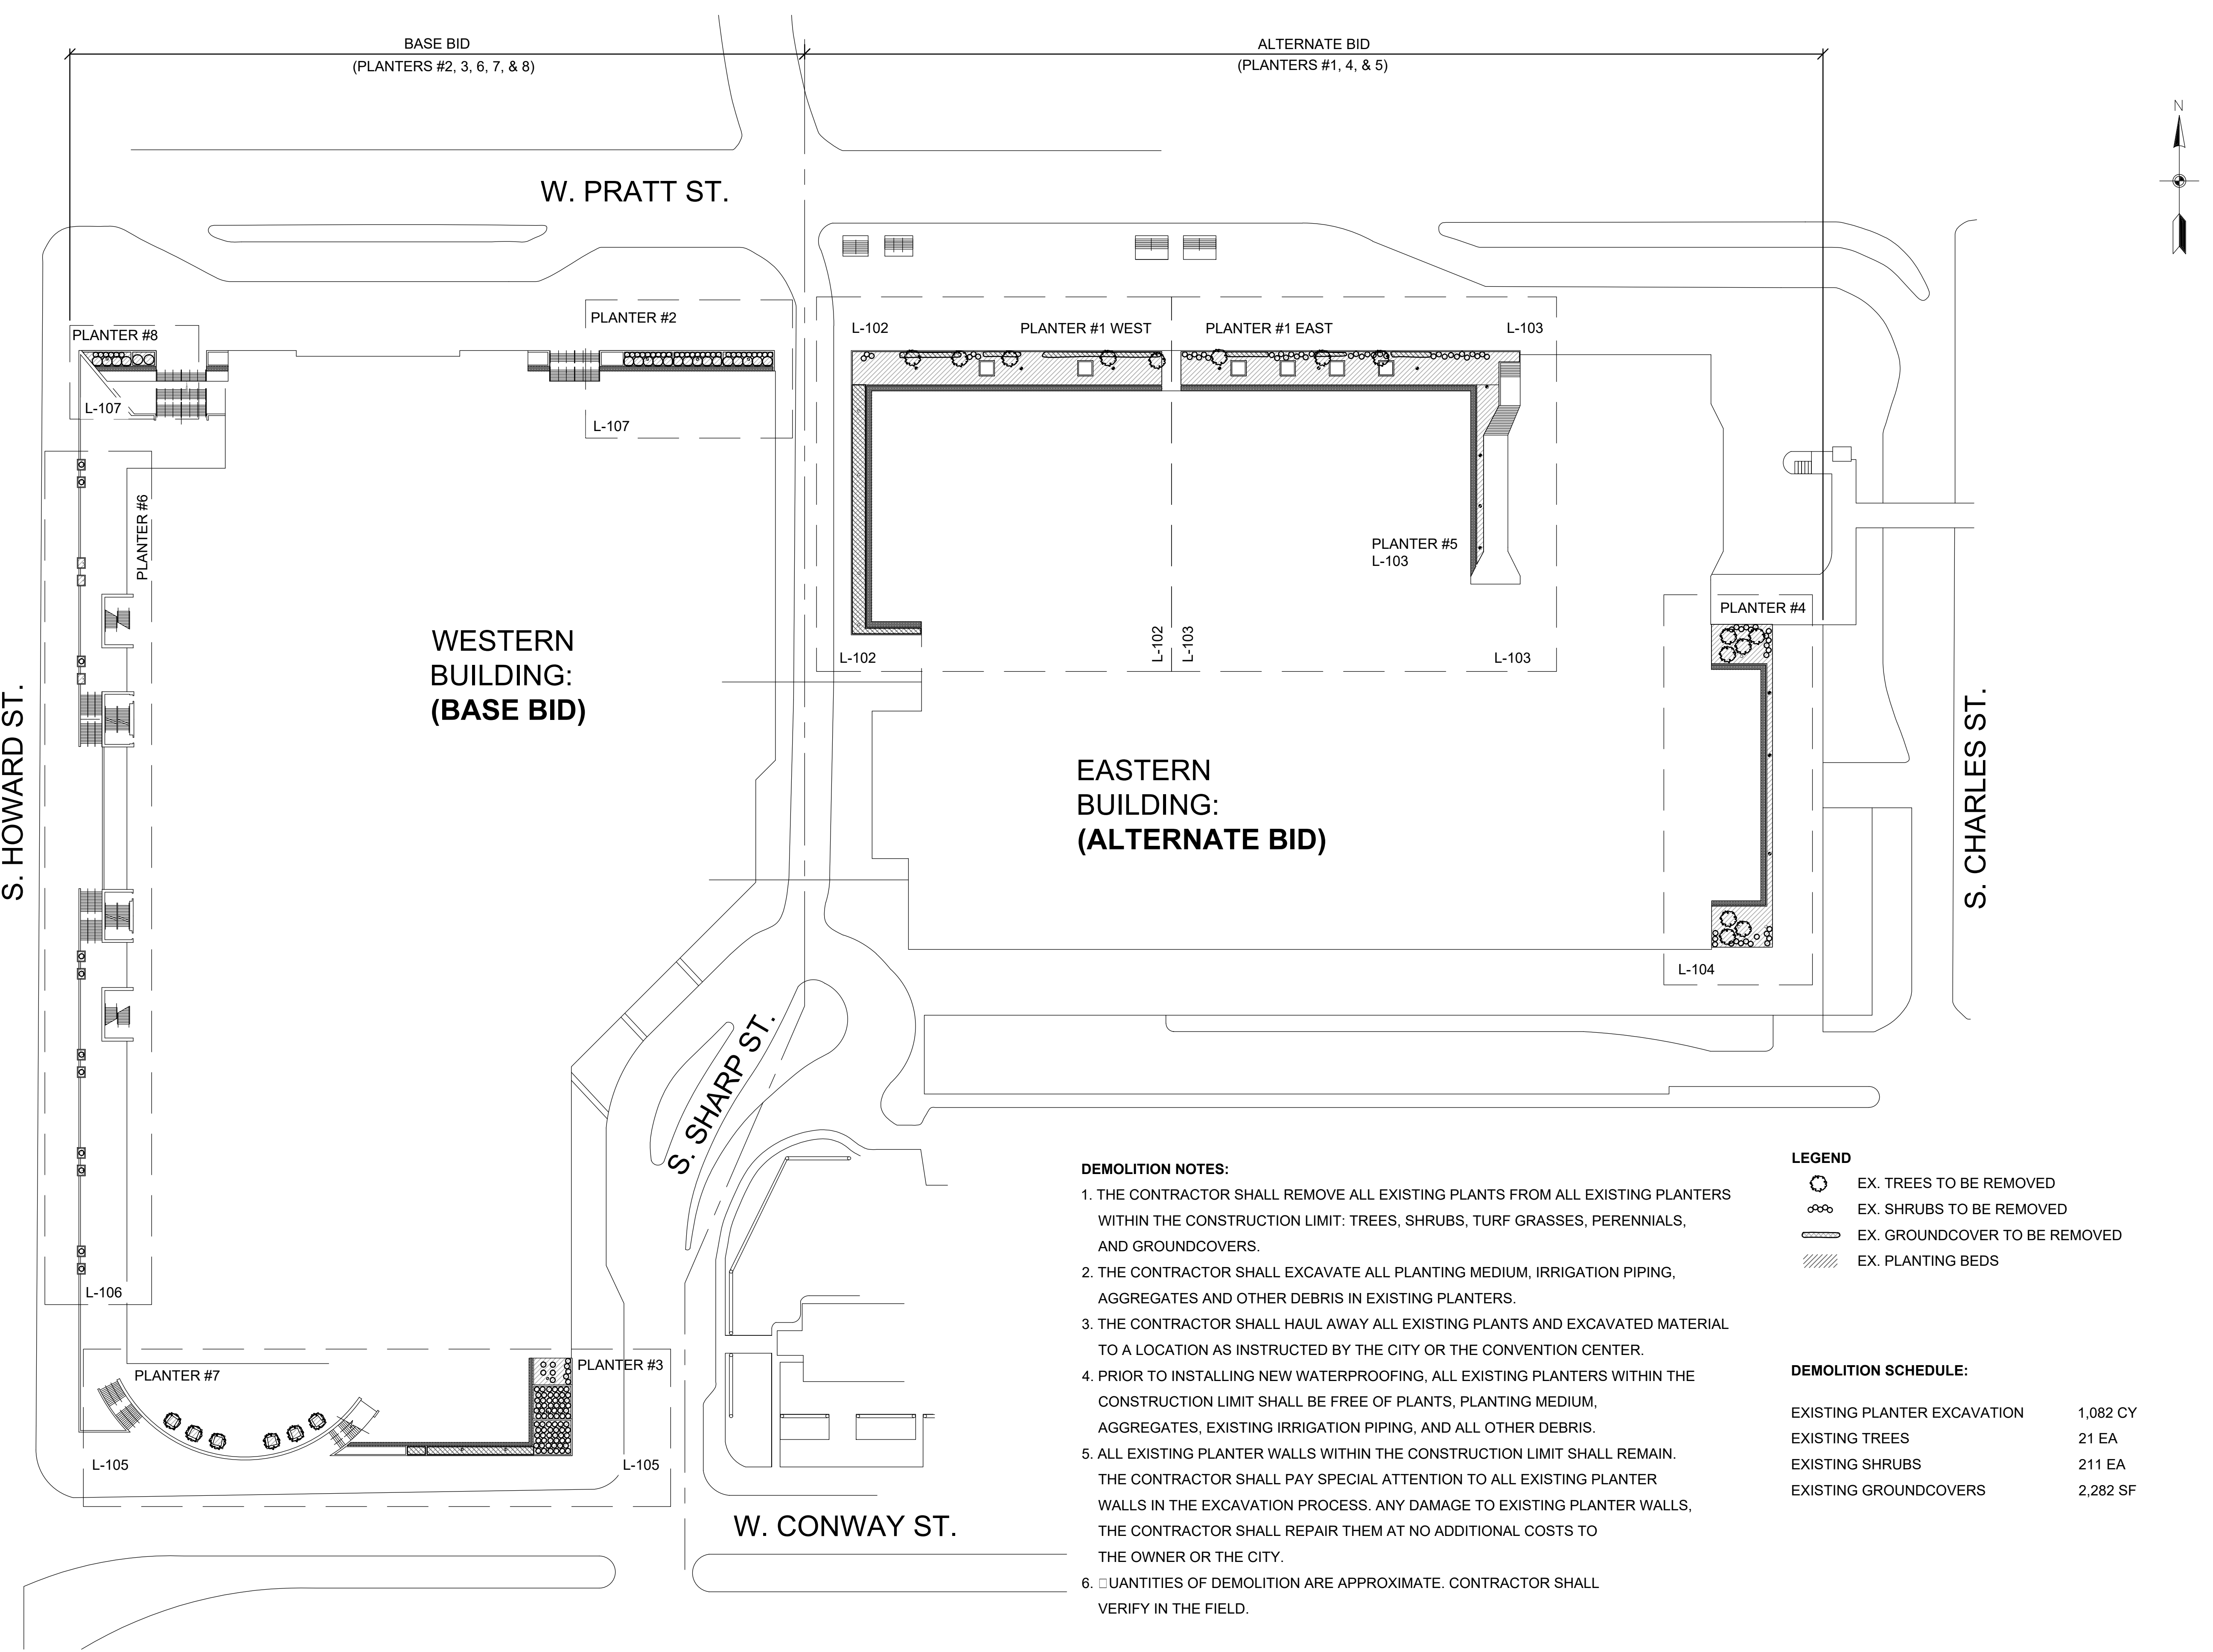 BASE BID
(PLANTERS #2, 3, 6, 7, & 8)
ALTERNATE BID
(PLANTERS #1, 4, & 5)
N
W. PRATT ST.
PLANTER #8
L-107
PLANTER #2
L-107
L-102
PLANTER #1 WEST
PLANTER #1 EAST
L-103
PLANTER #6
PLANTER #5
L-103
L-102
L-102
L-103
L-103
PLANTER #4
L-104
WESTERN
BUILDING:
(BASE BID)
EASTERN
BUILDING:
(ALTERNATE BID)
S. HOWARD ST.
S. CHARLES ST.
S. SHARP ST.
L-106
PLANTER #7
PLANTER #3
L-105
L-105
W. CONWAY ST.
DEMOLITION NOTES:
1. THE CONTRACTOR SHALL REMOVE ALL EXISTING PLANTS FROM ALL EXISTING PLANTERS
WITHIN THE CONSTRUCTION LIMIT: TREES, SHRUBS, TURF GRASSES, PERENNIALS,
AND GROUNDCOVERS.
2. THE CONTRACTOR SHALL EXCAVATE ALL PLANTING MEDIUM, IRRIGATION PIPING,
AGGREGATES AND OTHER DEBRIS IN EXISTING PLANTERS.
3. THE CONTRACTOR SHALL HAUL AWAY ALL EXISTING PLANTS AND EXCAVATED MATERIAL
TO A LOCATION AS INSTRUCTED BY THE CITY OR THE CONVENTION CENTER.
4. PRIOR TO INSTALLING NEW WATERPROOFING, ALL EXISTING PLANTERS WITHIN THE
CONSTRUCTION LIMIT SHALL BE FREE OF PLANTS, PLANTING MEDIUM,
AGGREGATES, EXISTING IRRIGATION PIPING, AND ALL OTHER DEBRIS.
5. ALL EXISTING PLANTER WALLS WITHIN THE CONSTRUCTION LIMIT SHALL REMAIN.
THE CONTRACTOR SHALL PAY SPECIAL ATTENTION TO ALL EXISTING PLANTER
WALLS IN THE EXCAVATION PROCESS. ANY DAMAGE TO EXISTING PLANTER WALLS,
THE CONTRACTOR SHALL REPAIR THEM AT NO ADDITIONAL COSTS TO
THE OWNER OR THE CITY.
6. □UANTITIES OF DEMOLITION ARE APPROXIMATE. CONTRACTOR SHALL
VERIFY IN THE FIELD.
LEGEND
EX. TREES TO BE REMOVED
EX. SHRUBS TO BE REMOVED
EX. GROUNDCOVER TO BE REMOVED
EX. PLANTING BEDS
DEMOLITION SCHEDULE:
EXISTING PLANTER EXCAVATION 1,082 CY
EXISTING TREES 21 EA
EXISTING SHRUBS 211 EA
EXISTING GROUNDCOVERS 2,282 SF